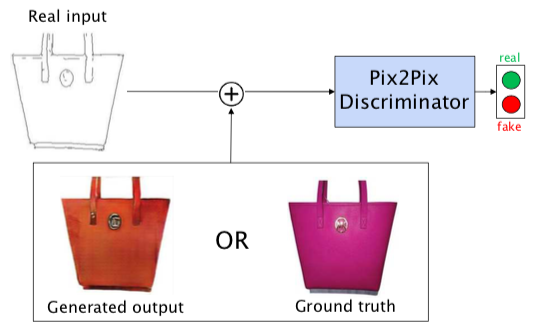 Real input
real
Pix2Pix
Discriminator
fake
OR
Generated output
Ground truth